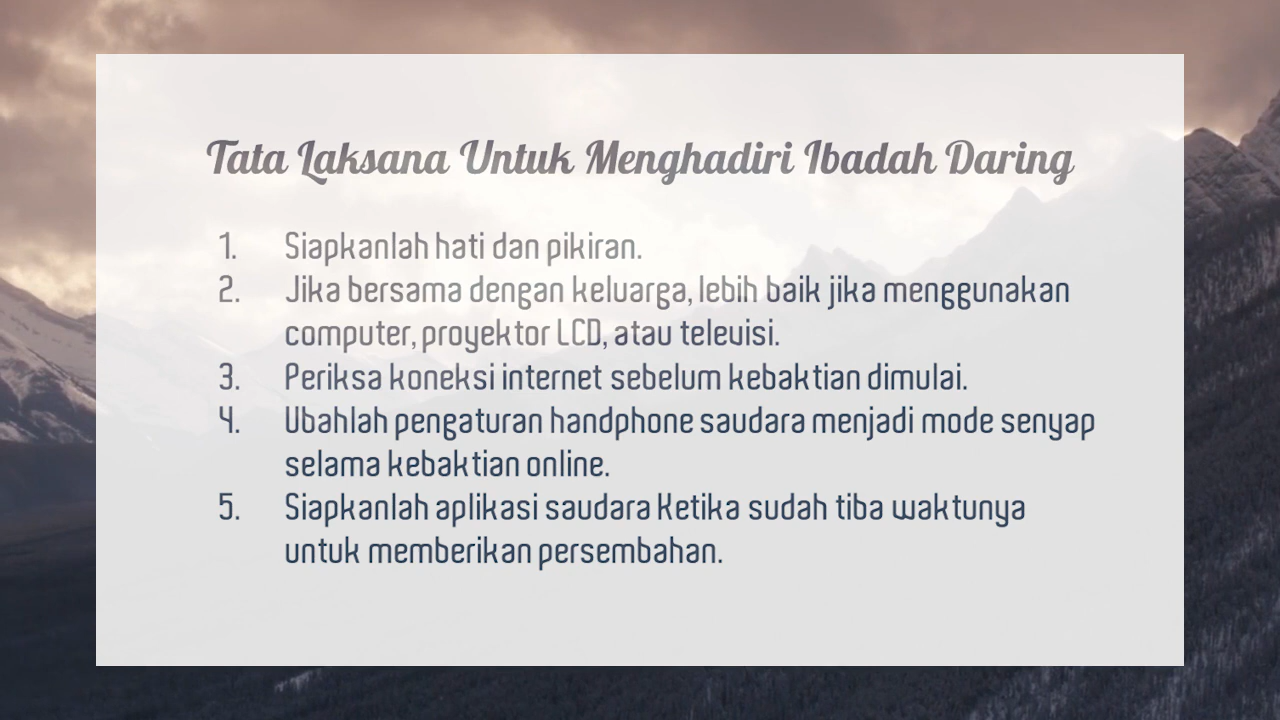 Tata Laksana Untuk Menghadiri Ibadah Daring
1. Siapkanlah hati dan pikiran.
2. Jika bersama dengan keluarga, lebih baik jika menggunakan
computer, proyektor LCD, atau televisi.
3. Periksa koneksi internet sebelum kebaktian dimulai.
4. Ubahlah pengaturan handphone saudara menjadi mode senyap
selama kebaktian online.
5. Siapkanlah aplikasi saudara Ketika sudah tiba waktunya
untuk memberikan persembahan.